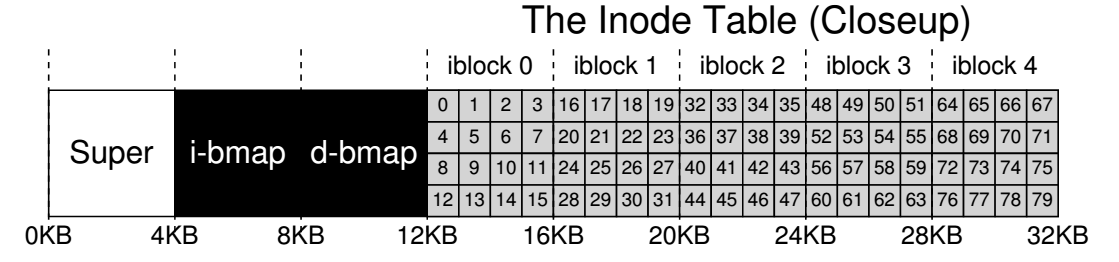 The Inode Table (Closeup)
iblock 0 iblock 1 iblock 2 iblock 3 iblock 4
0 1 2 3 16 17 18 19 32 33 34 35 48 49 50 51 64 65 66 67
4 5 6 7 20 21 22 23 36 37 38 39 52 53 54 55 68 69 70 71
Super i-bmap d-bmap
8 9 10 11 24 25 26 27 40 41 42 43 56 57 58 59 72 73 74 75
12 13 14 15 28 29 30 31 44 45 46 47 60 61 62 63 76 77 78 79
0KB 4KB 8KB 12KB 16KB 20KB 24KB 28KB 32KB